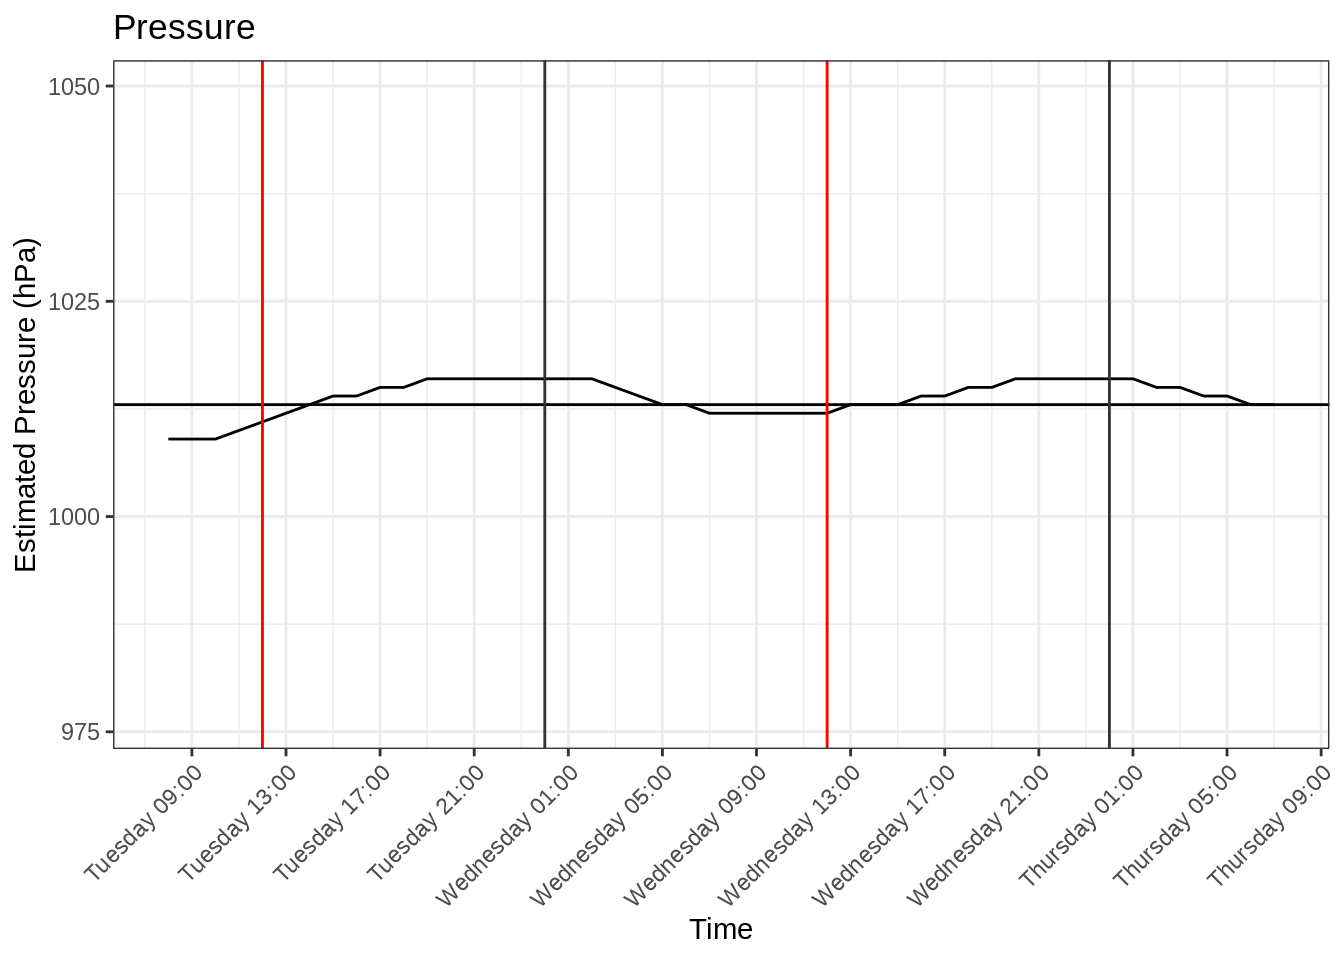 Pressure
Estimated Pressure (hPa)
1050
1025
1000
975
Tuesday 09:00
Tuesday 13:00
Tuesday 17:00
Tuesday 21:00
Wednesday 01:00
Wednesday 05:00
Wednesday 09:00
Wednesday 13:00
Wednesday 17:00
Wednesday 21:00
Thursday 01:00
Thursday 05:00
Thursday 09:00
Time